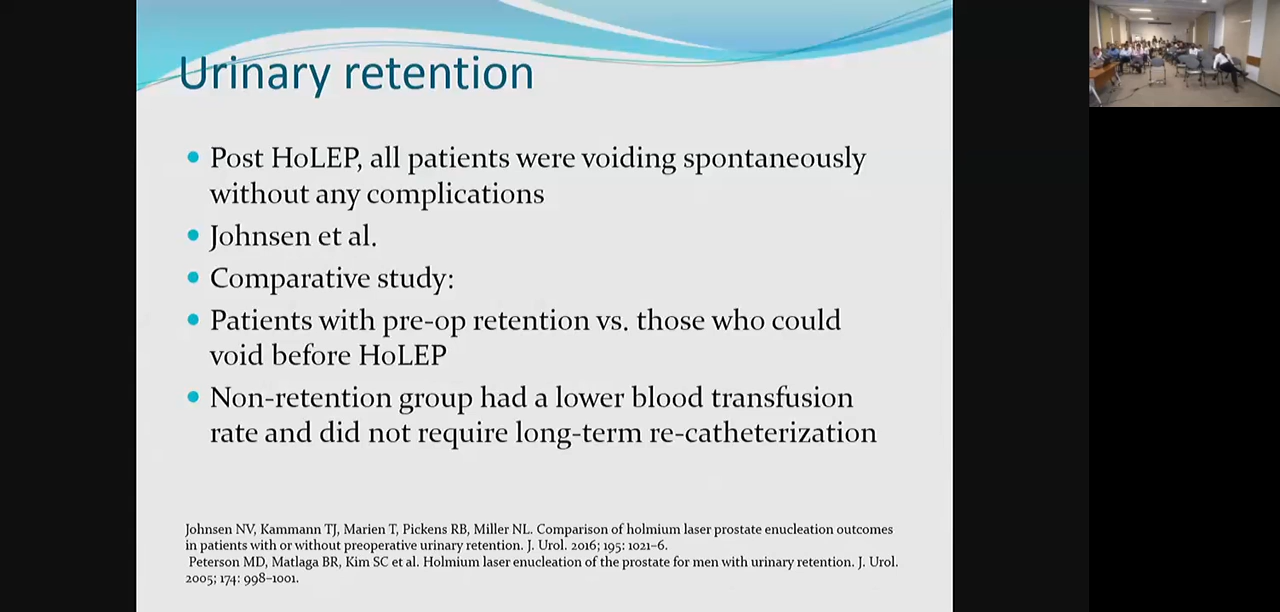 Urinary retention
Post HoLEP, all patients were voiding spontaneously
without any complications
Johnsen et al.
Comparative study:
Patients with pre-op retention vs. those who could
void before HoLEP
Non-retention group had a lower blood transfusion
rate and did not require long-term re-catheterization
Johnsen NV, Kammann TJ, Marien T, Pickens RB, Miller NL. Comparison of holmium laser prostate enucleation outcomes
in patients with or without preoperative urinary retention. J. Urol. 2016; 195: 1021–6.
Peterson MD, Matlaga BR, Kim SC et al. Holmium laser enucleation of the prostate for men with urinary retention. J. Urol.
2005; 174: 998–1001.